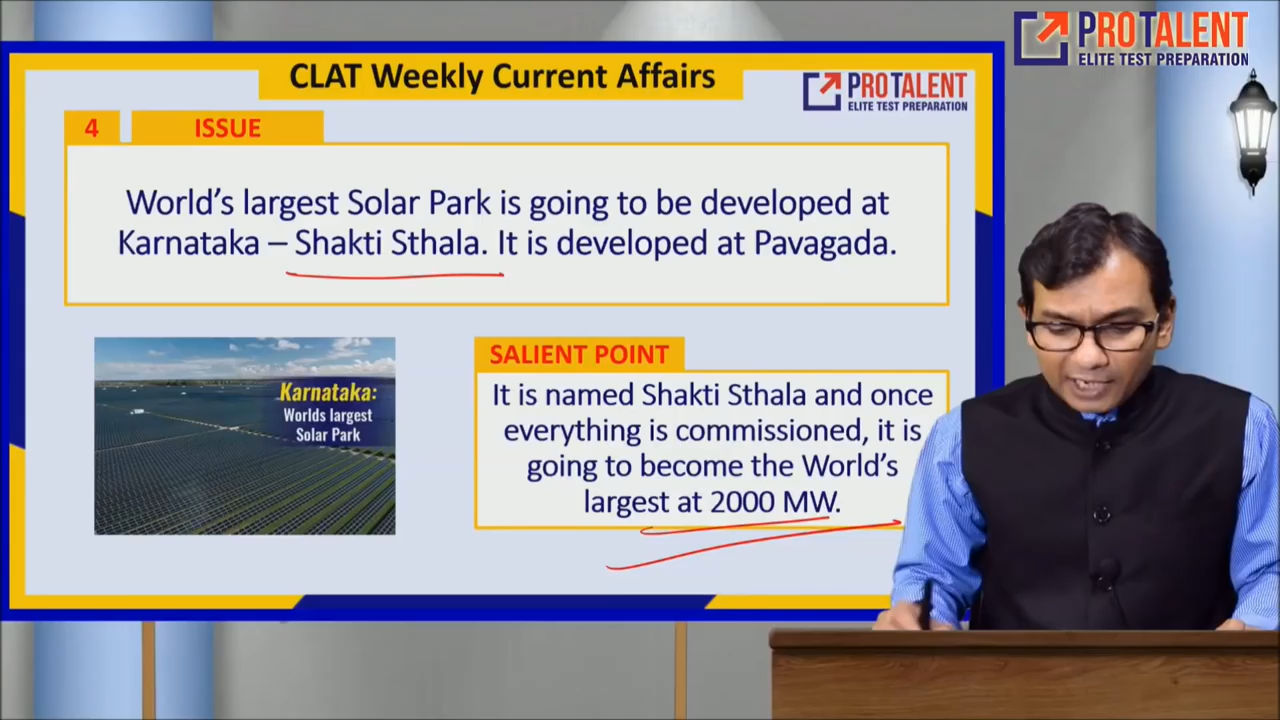 PROTALENT
ELITE TEST PREPARATION
CLAT Weekly Current Affairs
PROTALENT
ELITE TEST PREPARATION
4
ISSUE
World's largest Solar Park is going to be developed at
Karnataka – Shakti Sthala. It is developed at Pavagada.
Karnataka:
Worlds largest
Solar Park
SALIENT POINT
It is named Shakti Sthala and once
everything is commissioned, it is
going to become the World's
largest at 2000 MW.